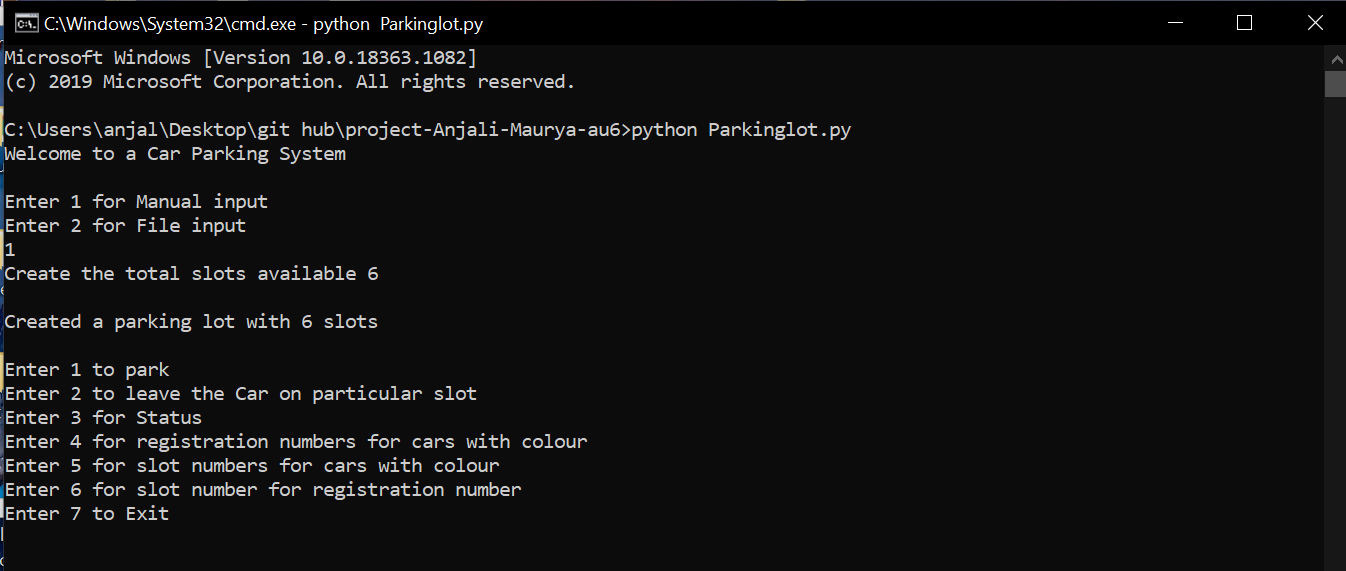 C:\Windows\System32\cmd.exe - python  Parkinglot.py
Microsoft Windows [Version 10.0.18363.1082]
(c) 2019 Microsoft Corporation. All rights reserved.
C:\Users\anjal\Desktop\git hub\project-Anjali-Maurya-au6>python Parkinglot.py
Welcome to a Car Parking System
Enter 1 for Manual input
Enter 2 for File input
1
Create the total slots available 6
Created a parking lot with 6 slots
Enter 1 to park
Enter 2 to leave the Car on particular slot
Enter 3 for Status
Enter 4 for registration numbers for cars with colour
Enter 5 for slot numbers for cars with colour
Enter 6 for slot number for registration number
Enter 7 to Exit